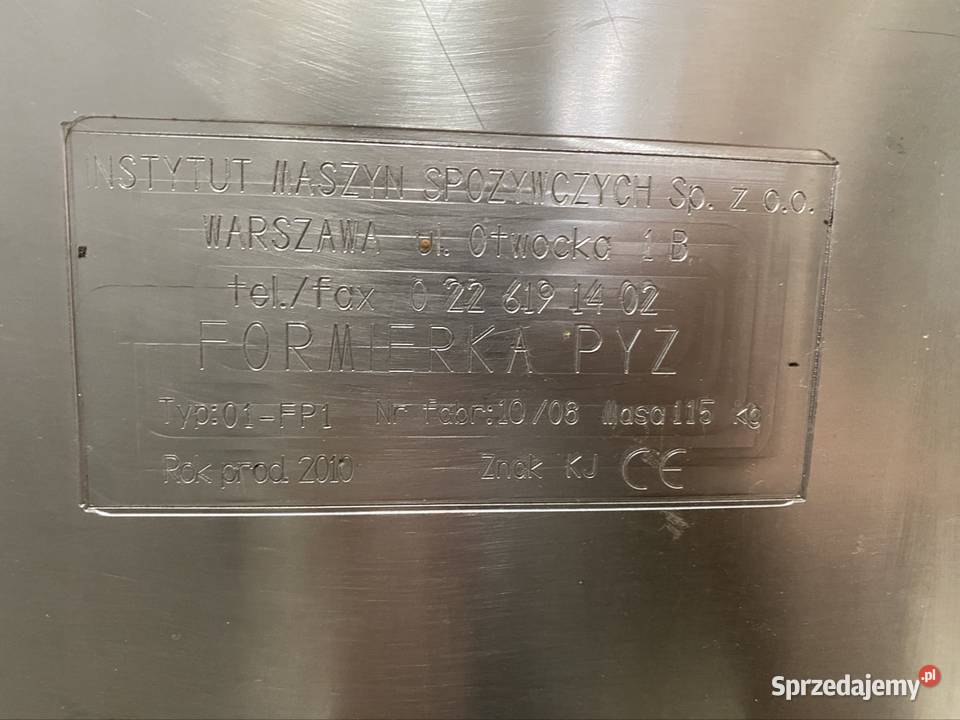 INSTYTUT MASZYN SPOZYWCZYCH Sp. z o.o.
WARSZAWA ul. Otwocka 1 B
tel./fax 0 22 619 14 02
FORMIERKA PYZ
Typ:01-FP1 Nr fabr:10/08 Masa 115 kg
Rok prod. 2010 Znak KJ CE
Sprzedajemy.pl